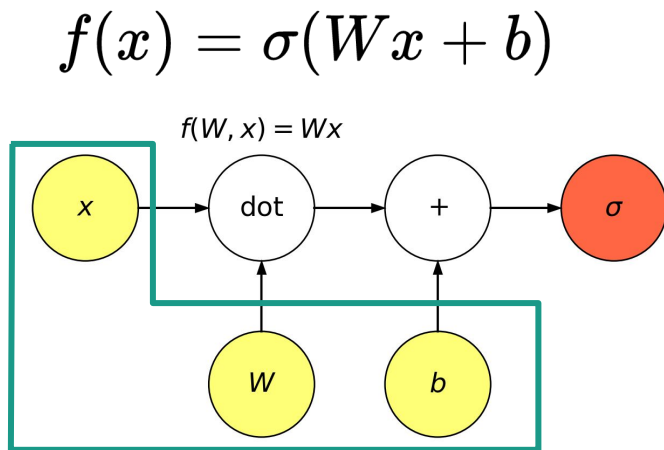 f(x) = σ(Wx + b)
f(W, x) = Wx
x
dot
+
σ
W
b